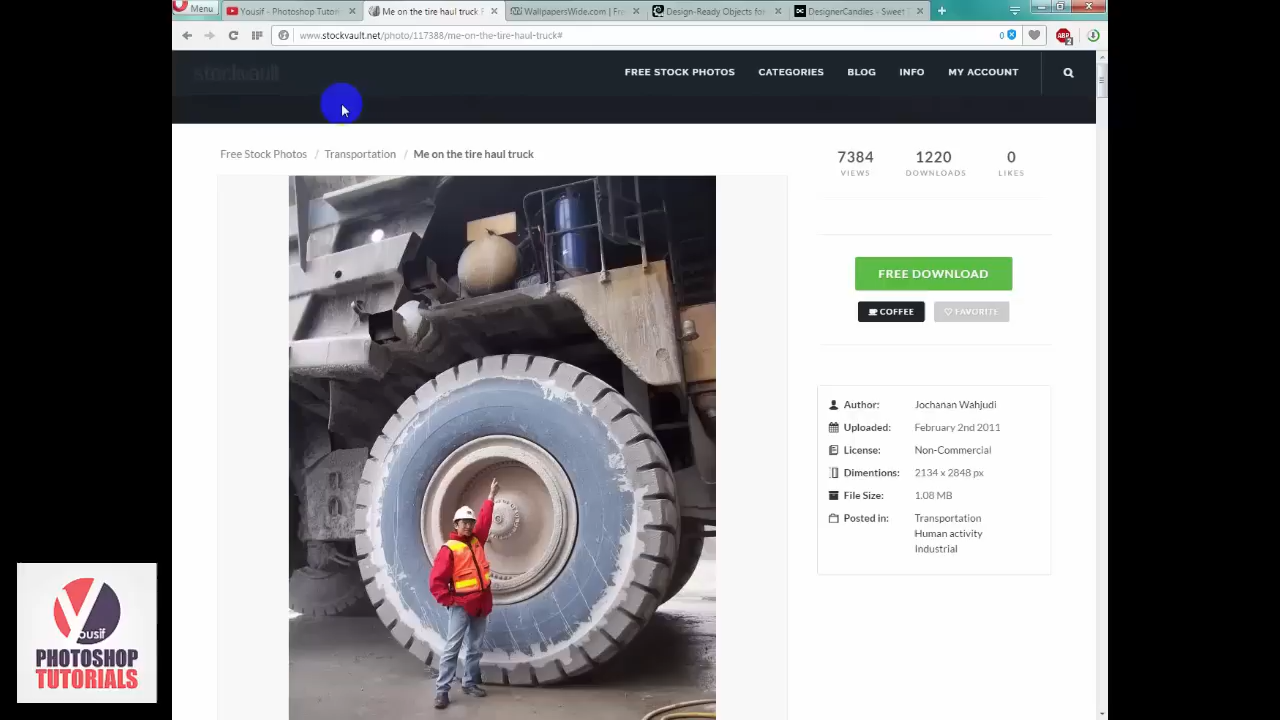 Menu
Yousif - Photoshop Tutori
Me on the tire haul truck F
WallpapersWide.com | Fre
Design-Ready Objects for
DesignerCandies – Sweet D
www.stockvault.net/photo/117388/me-on-the-tire-haul-truck#
0
ABP
2
stockvault
FREE STOCK PHOTOS
CATEGORIES
BLOG
INFO
MY ACCOUNT
Free Stock Photos / Transportation / Me on the tire haul truck
7384
VIEWS
1220
DOWNLOADS
0
LIKES
FREE DOWNLOAD
COFFEE
FAVORITE
Author: Jochanan Wahjudi
Uploaded: February 2nd 2011
License: Non-Commercial
Dimentions: 2134 x 2848 px
File Size: 1.08 MB
Posted in: Transportation
Human activity
Industrial
Yousif
PHOTOSHOP
TUTORIALS